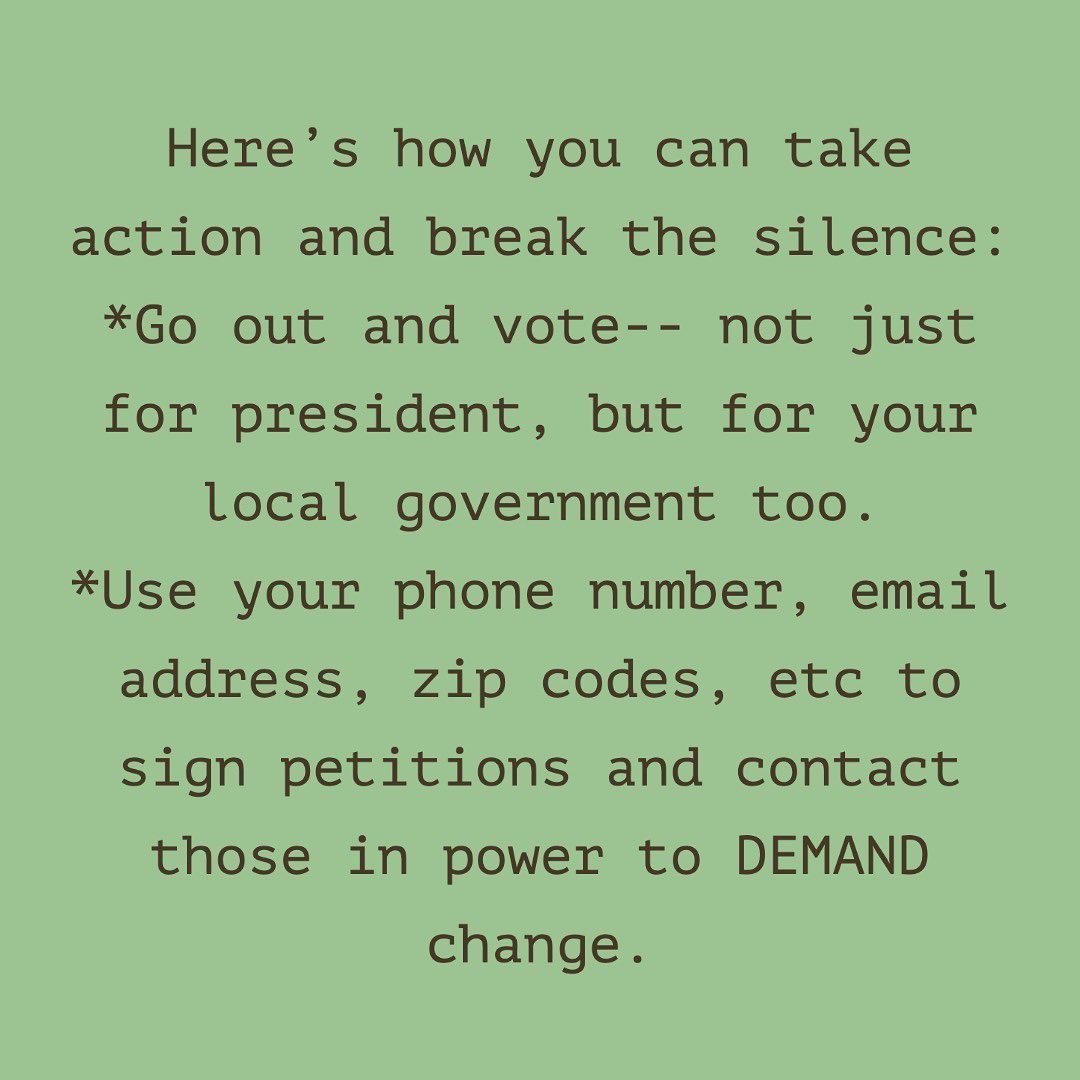 Here’s how you can take
action and break the silence:
*Go out and vote-- not just
for president, but for your
local government too.
*Use your phone number, email
address, zip codes, etc to
sign petitions and contact
those in power to DEMAND
change.